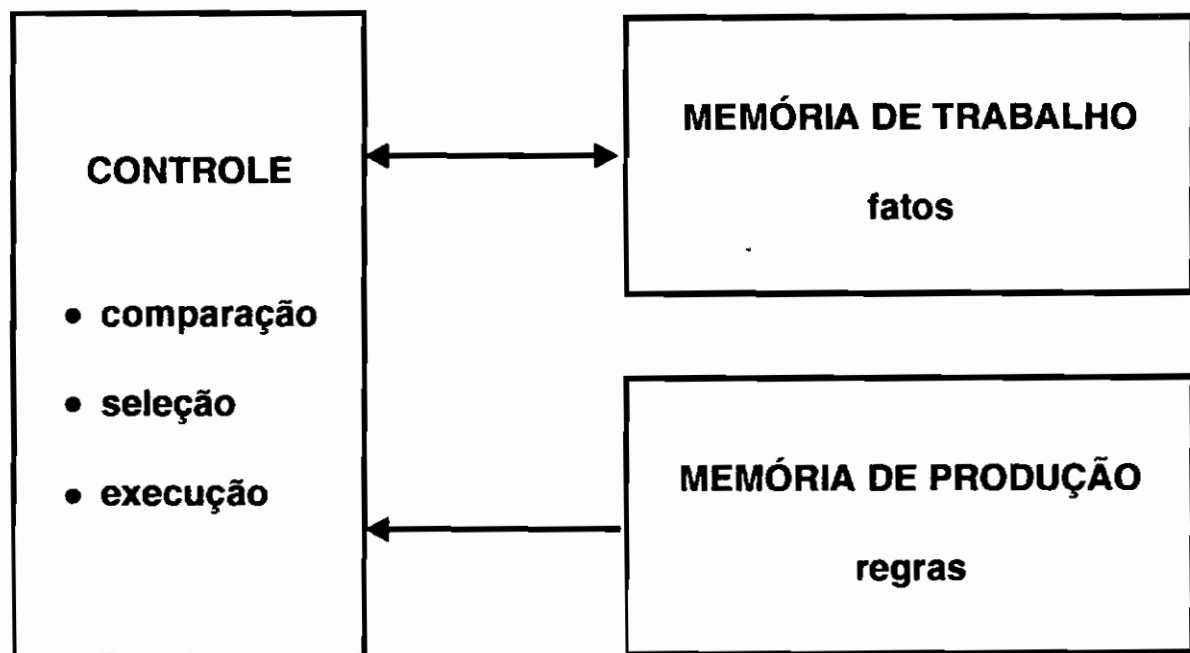 CONTROLE
• comparação
• seleção
• execução
MEMÓRIA DE TRABALHO
fatos
MEMÓRIA DE PRODUÇÃO
regras